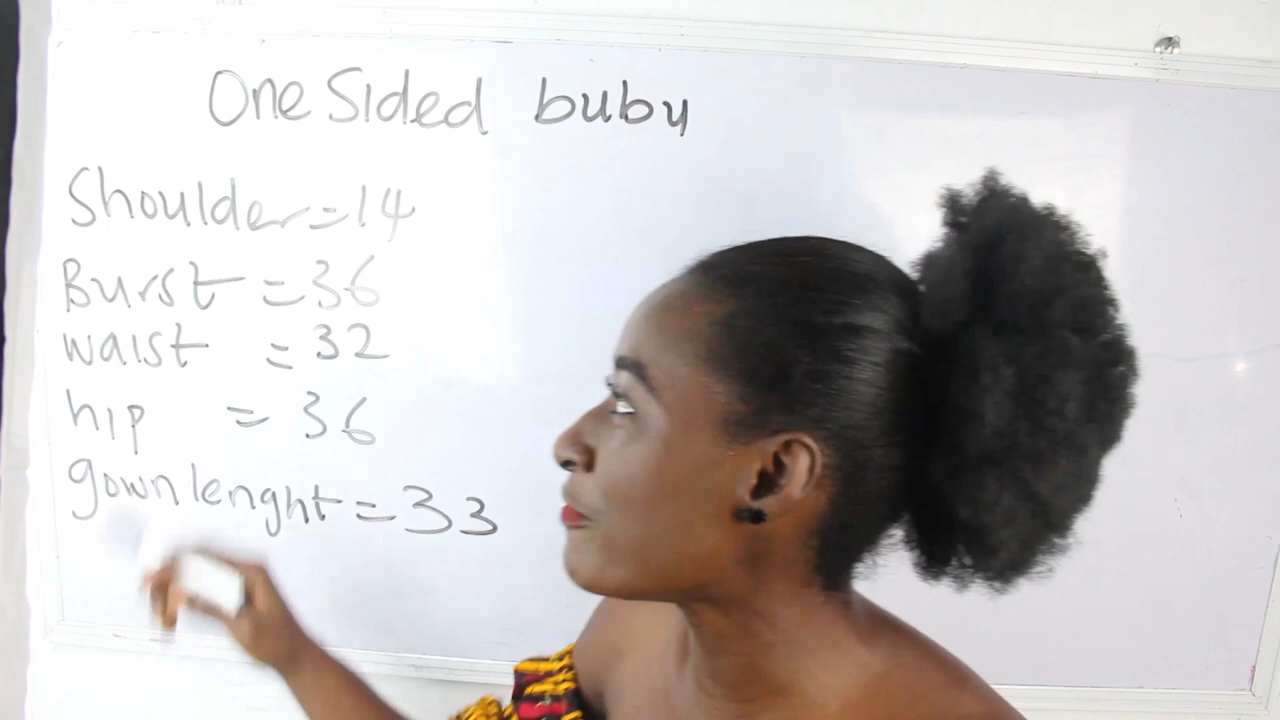 One Sided buby
Shoulder = 14
Burst = 36
waist = 32
hip = 36
gown lenght = 33